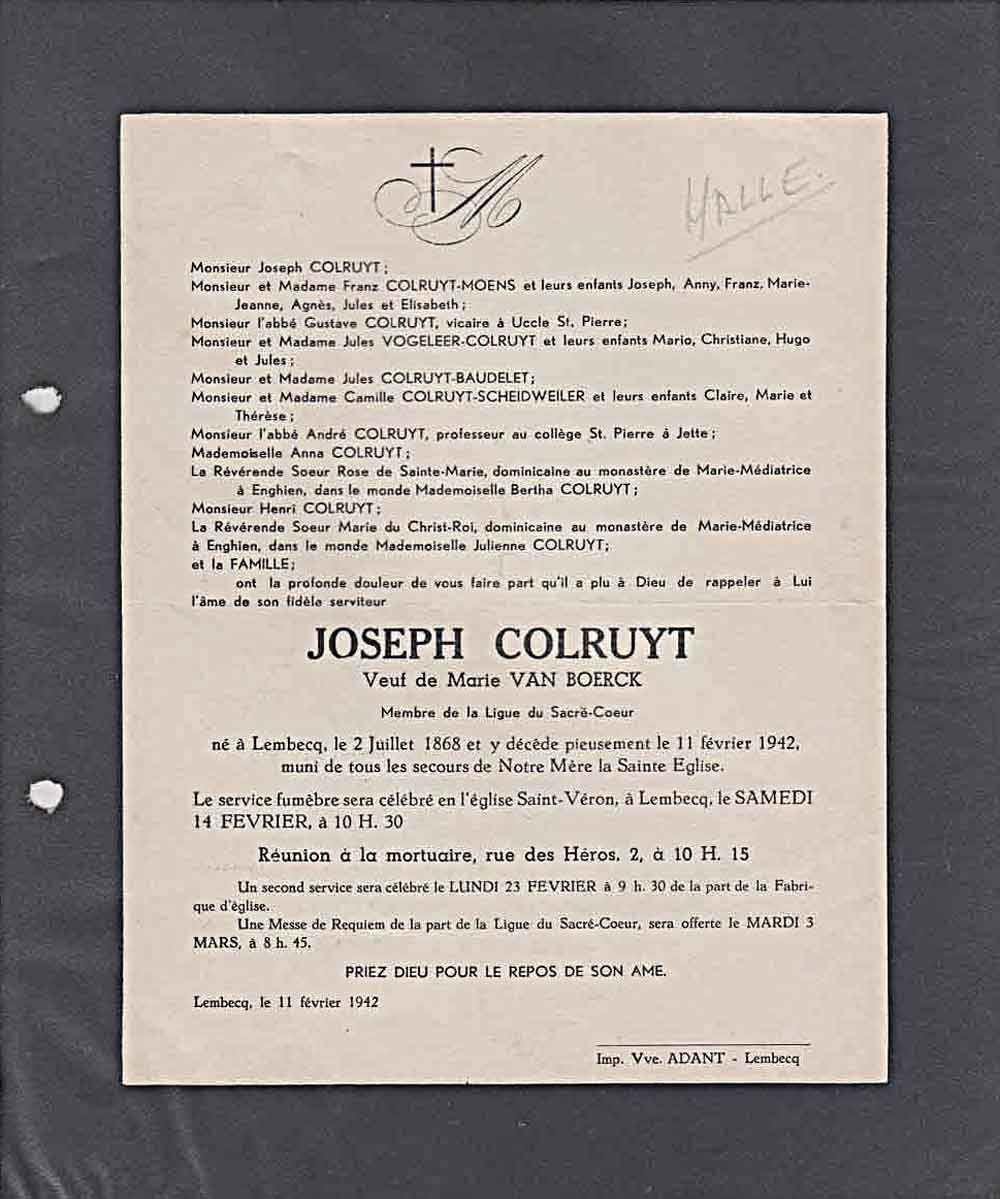 M
HALLE.
Monsieur Joseph COLRUYT ;
Monsieur et Madame Franz COLRUYT-MOENS et leurs enfants Joseph, Anny, Franz, Marie-
Jeanne, Agnès, Jules et Elisabeth ;
Monsieur l'abbé Gustave COLRUYT, vicaire à Uccle St. Pierre;
Monsieur et Madame Jules VOGELEER-COLRUYT et leurs enfants Mario, Christiane, Hugo
et Jules ;
Monsieur et Madame Jules COLRUYT-BAUDELET;
Monsieur et Madame Camille COLRUYT-SCHEIDWEILER et leurs enfants Claire, Marie et
Thérèse ;
Monsieur l'abbé André COLRUYT, professeur au collège St. Pierre à Jette ;
Mademoiselle Anna COLRUYT ;
La Révérende Soeur Rose de Sainte-Marie, dominicaine au monastère de Marie-Médiatrice
à Enghien, dans le monde Mademoiselle Bertha COLRUYT ;
Monsieur Henri COLRUYT ;
La Révérende Soeur Marie du Christ-Roi, dominicaine au monastère de Marie-Médiatrice
à Enghien, dans le monde Mademoiselle Julienne COLRUYT;
et la FAMILLE;
ont la profonde douleur de vous faire part qu'il a plu à Dieu de rappeler à Lui
l'âme de son fidèle serviteur
JOSEPH COLRUYT
Veuf de Marie VAN BOERCK
Membre de la Ligue du Sacrè-Coeur
né à Lembecq, le 2 Juillet 1868 et y décède pieusement le 11 février 1942,
muni de tous les secours de Notre Mère la Sainte Eglise.
Le service fumèbre sera célébré en l'église Saint-Véron, à Lembecq, le SAMEDI
14 FEVRIER, à 10 H. 30
Réunion à la mortuaire, rue des Héros, 2, à 10 H. 15
Un second service sera célébré le LUNDI 23 FEVRIER à 9 h. 30 de la part de la Fabri-
que d'église.
Une Messe de Requiem de la part de la Ligue du Sacré-Coeur, sera offerte le MARDI 3
MARS, à 8 h. 45.
PRIEZ DIEU POUR LE REPOS DE SON AME.
Lembecq, le 11 février 1942
Imp. Vve. ADANT - Lembecq